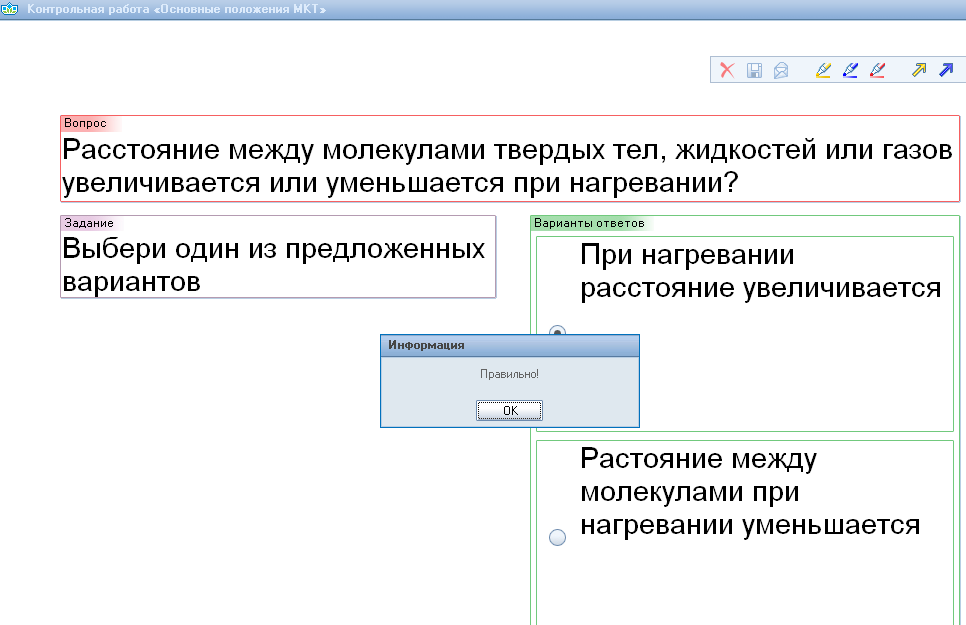 Контрольная работа «Основные положения МКТ»
Вопрос
Расстояние между молекулами твердых тел, жидкостей или газов
увеличивается или уменьшается при нагревании?
Задание
Выбери один из предложенных
вариантов
Варианты ответов
При нагревании
расстояние увеличивается
Информация
Правильно!
OK
Растояние между
молекулами при
нагревании уменьшается